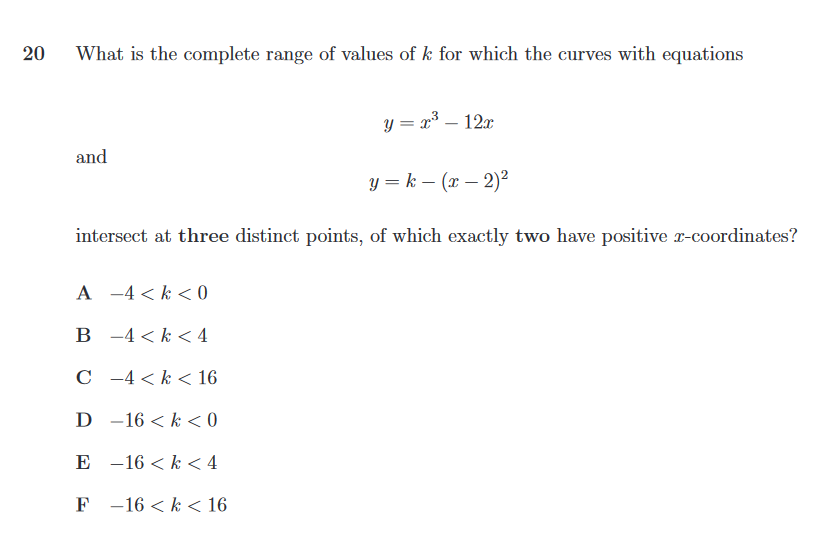 20 What is the complete range of values of k for which the curves with equations
y = x³ − 12x
and
y = k − (x − 2)²
intersect at three distinct points, of which exactly two have positive x-coordinates?
A −4 < k < 0
B −4 < k < 4
C −4 < k < 16
D −16 < k < 0
E −16 < k < 4
F −16 < k < 16